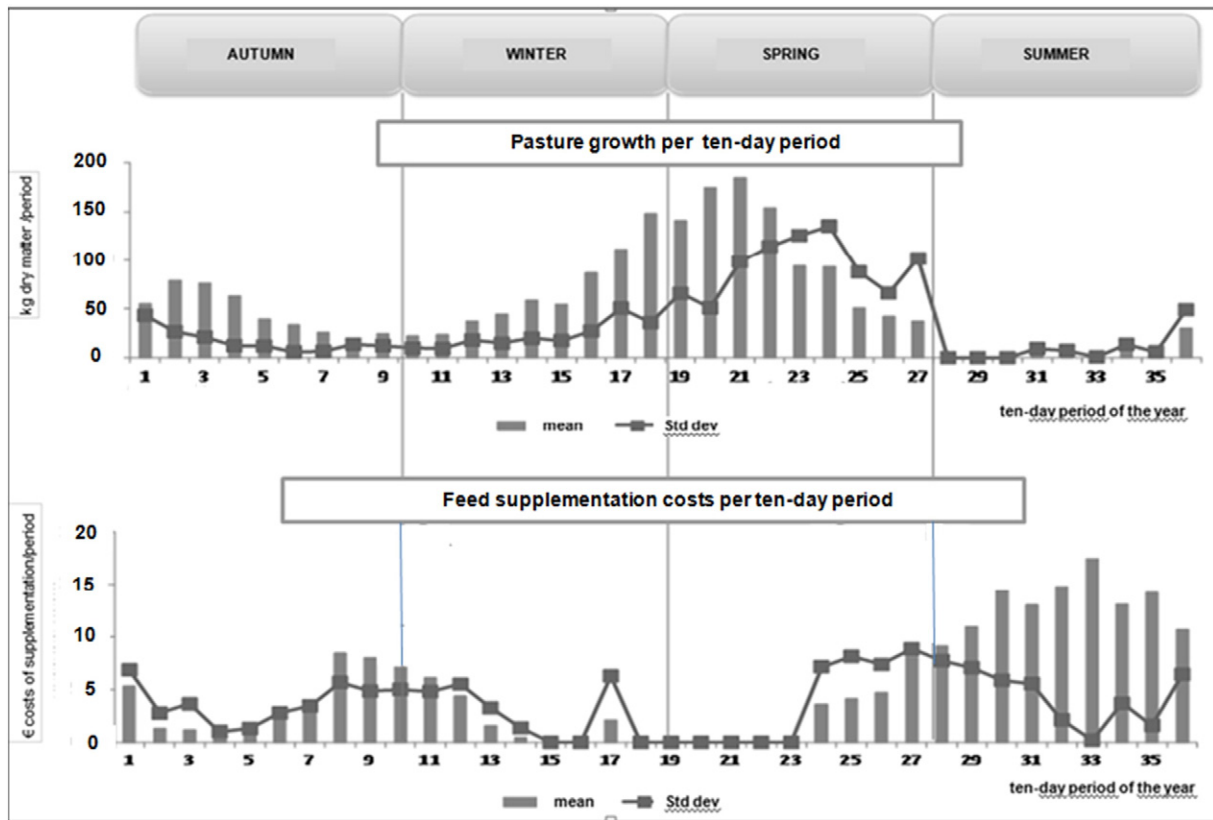 AUTUMN WINTER SPRING SUMMER
Pasture growth per ten-day period
kg dry matter /period
200
150
100
50
0
1 3 5 7 9 11 13 15 17 19 21 23 25 27 29 31 33 35
ten-day period of the year
mean Std dev
Feed supplementation costs per ten-day period
€ costs of supplementation/period
20
15
10
5
0
1 3 5 7 9 11 13 15 17 19 21 23 25 27 29 31 33 35
ten-day period of the year
mean Std dev